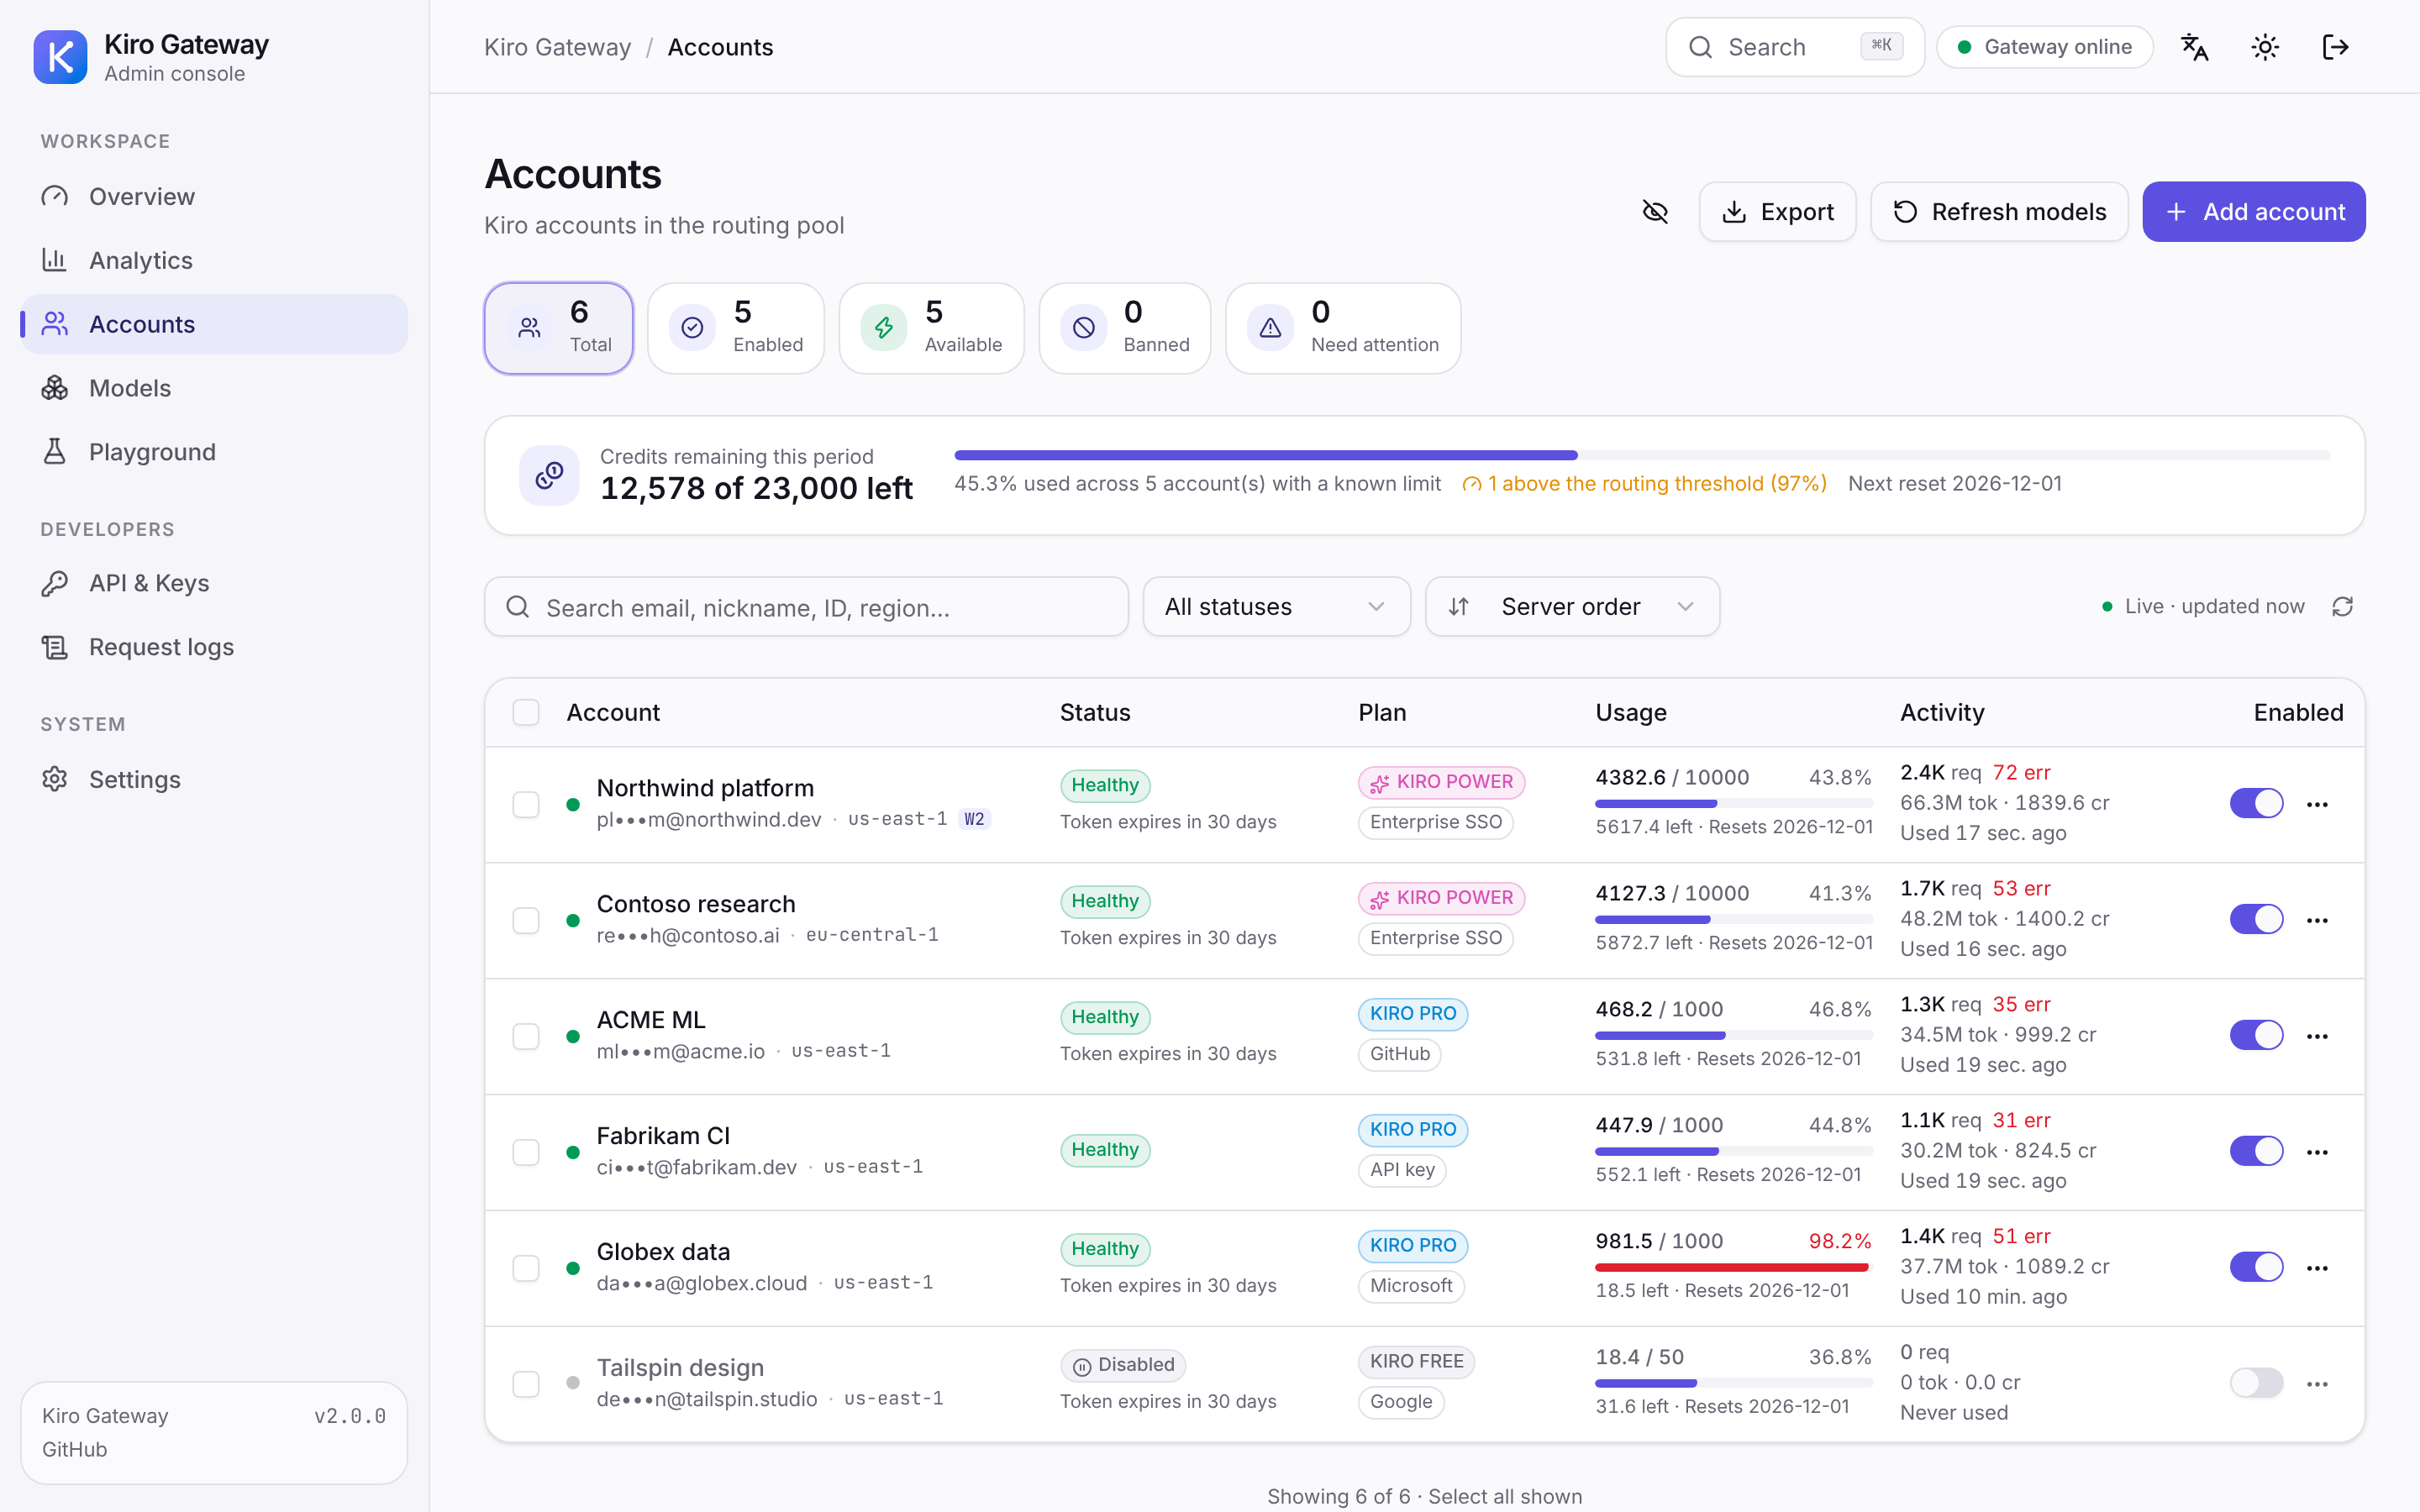 Kiro Gateway
Admin console
WORKSPACE
Overview
Analytics
Accounts
Models
Playground
DEVELOPERS
API & Keys
Request logs
SYSTEM
Settings
Kiro Gateway v2.0.0
GitHub
Kiro Gateway / Accounts
Search ⌘K
Gateway online
Accounts
Kiro accounts in the routing pool
Export
Refresh models
Add account
6 Total
5 Enabled
5 Available
0 Banned
0 Need attention
Credits remaining this period
12,578 of 23,000 left
45.3% used across 5 account(s) with a known limit 1 above the routing threshold (97%) Next reset 2026-12-01
Search email, nickname, ID, region...
All statuses
Server order
Live · updated now
Account Status Plan Usage Activity Enabled
Northwind platform
pl•••m@northwind.dev · us-east-1 W2
Healthy
Token expires in 30 days
KIRO POWER
Enterprise SSO
4382.6 / 10000 43.8%
5617.4 left · Resets 2026-12-01
2.4K req 72 err
66.3M tok · 1839.6 cr
Used 17 sec. ago
Contoso research
re•••h@contoso.ai · eu-central-1
Healthy
Token expires in 30 days
KIRO POWER
Enterprise SSO
4127.3 / 10000 41.3%
5872.7 left · Resets 2026-12-01
1.7K req 53 err
48.2M tok · 1400.2 cr
Used 16 sec. ago
ACME ML
ml•••m@acme.io · us-east-1
Healthy
Token expires in 30 days
KIRO PRO
GitHub
468.2 / 1000 46.8%
531.8 left · Resets 2026-12-01
1.3K req 35 err
34.5M tok · 999.2 cr
Used 19 sec. ago
Fabrikam CI
ci•••t@fabrikam.dev · us-east-1
Healthy
KIRO PRO
API key
447.9 / 1000 44.8%
552.1 left · Resets 2026-12-01
1.1K req 31 err
30.2M tok · 824.5 cr
Used 19 sec. ago
Globex data
da•••a@globex.cloud · us-east-1
Healthy
Token expires in 30 days
KIRO PRO
Microsoft
981.5 / 1000 98.2%
18.5 left · Resets 2026-12-01
1.4K req 51 err
37.7M tok · 1089.2 cr
Used 10 min. ago
Tailspin design
de•••n@tailspin.studio · us-east-1
Disabled
Token expires in 30 days
KIRO FREE
Google
18.4 / 50 36.8%
31.6 left · Resets 2026-12-01
0 req
0 tok · 0.0 cr
Never used
Showing 6 of 6 · Select all shown